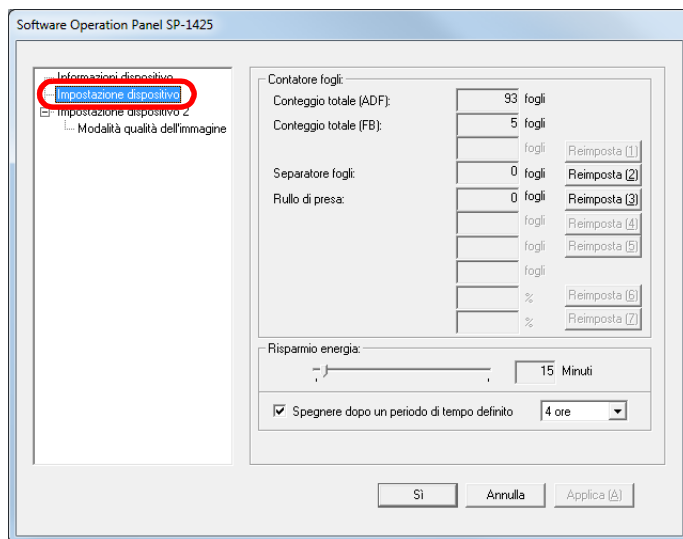 Software Operation Panel SP-1425
Informazioni dispositivo
Impostazione dispositivo
Impostazione dispositivo 2
Modalità qualità dell'immagine
Contatore fogli:
Conteggio totale (ADF): 93 fogli
Conteggio totale (FB): 5 fogli
fogli Reimposta (1)
Separatore fogli: 0 fogli Reimposta (2)
Rullo di presa: 0 fogli Reimposta (3)
fogli Reimposta (4)
fogli Reimposta (5)
fogli
% Reimposta (6)
% Reimposta (7)
Risparmio energia:
15 Minuti
Spegnere dopo un periodo di tempo definito 4 ore
Sì Annulla Applica (A)